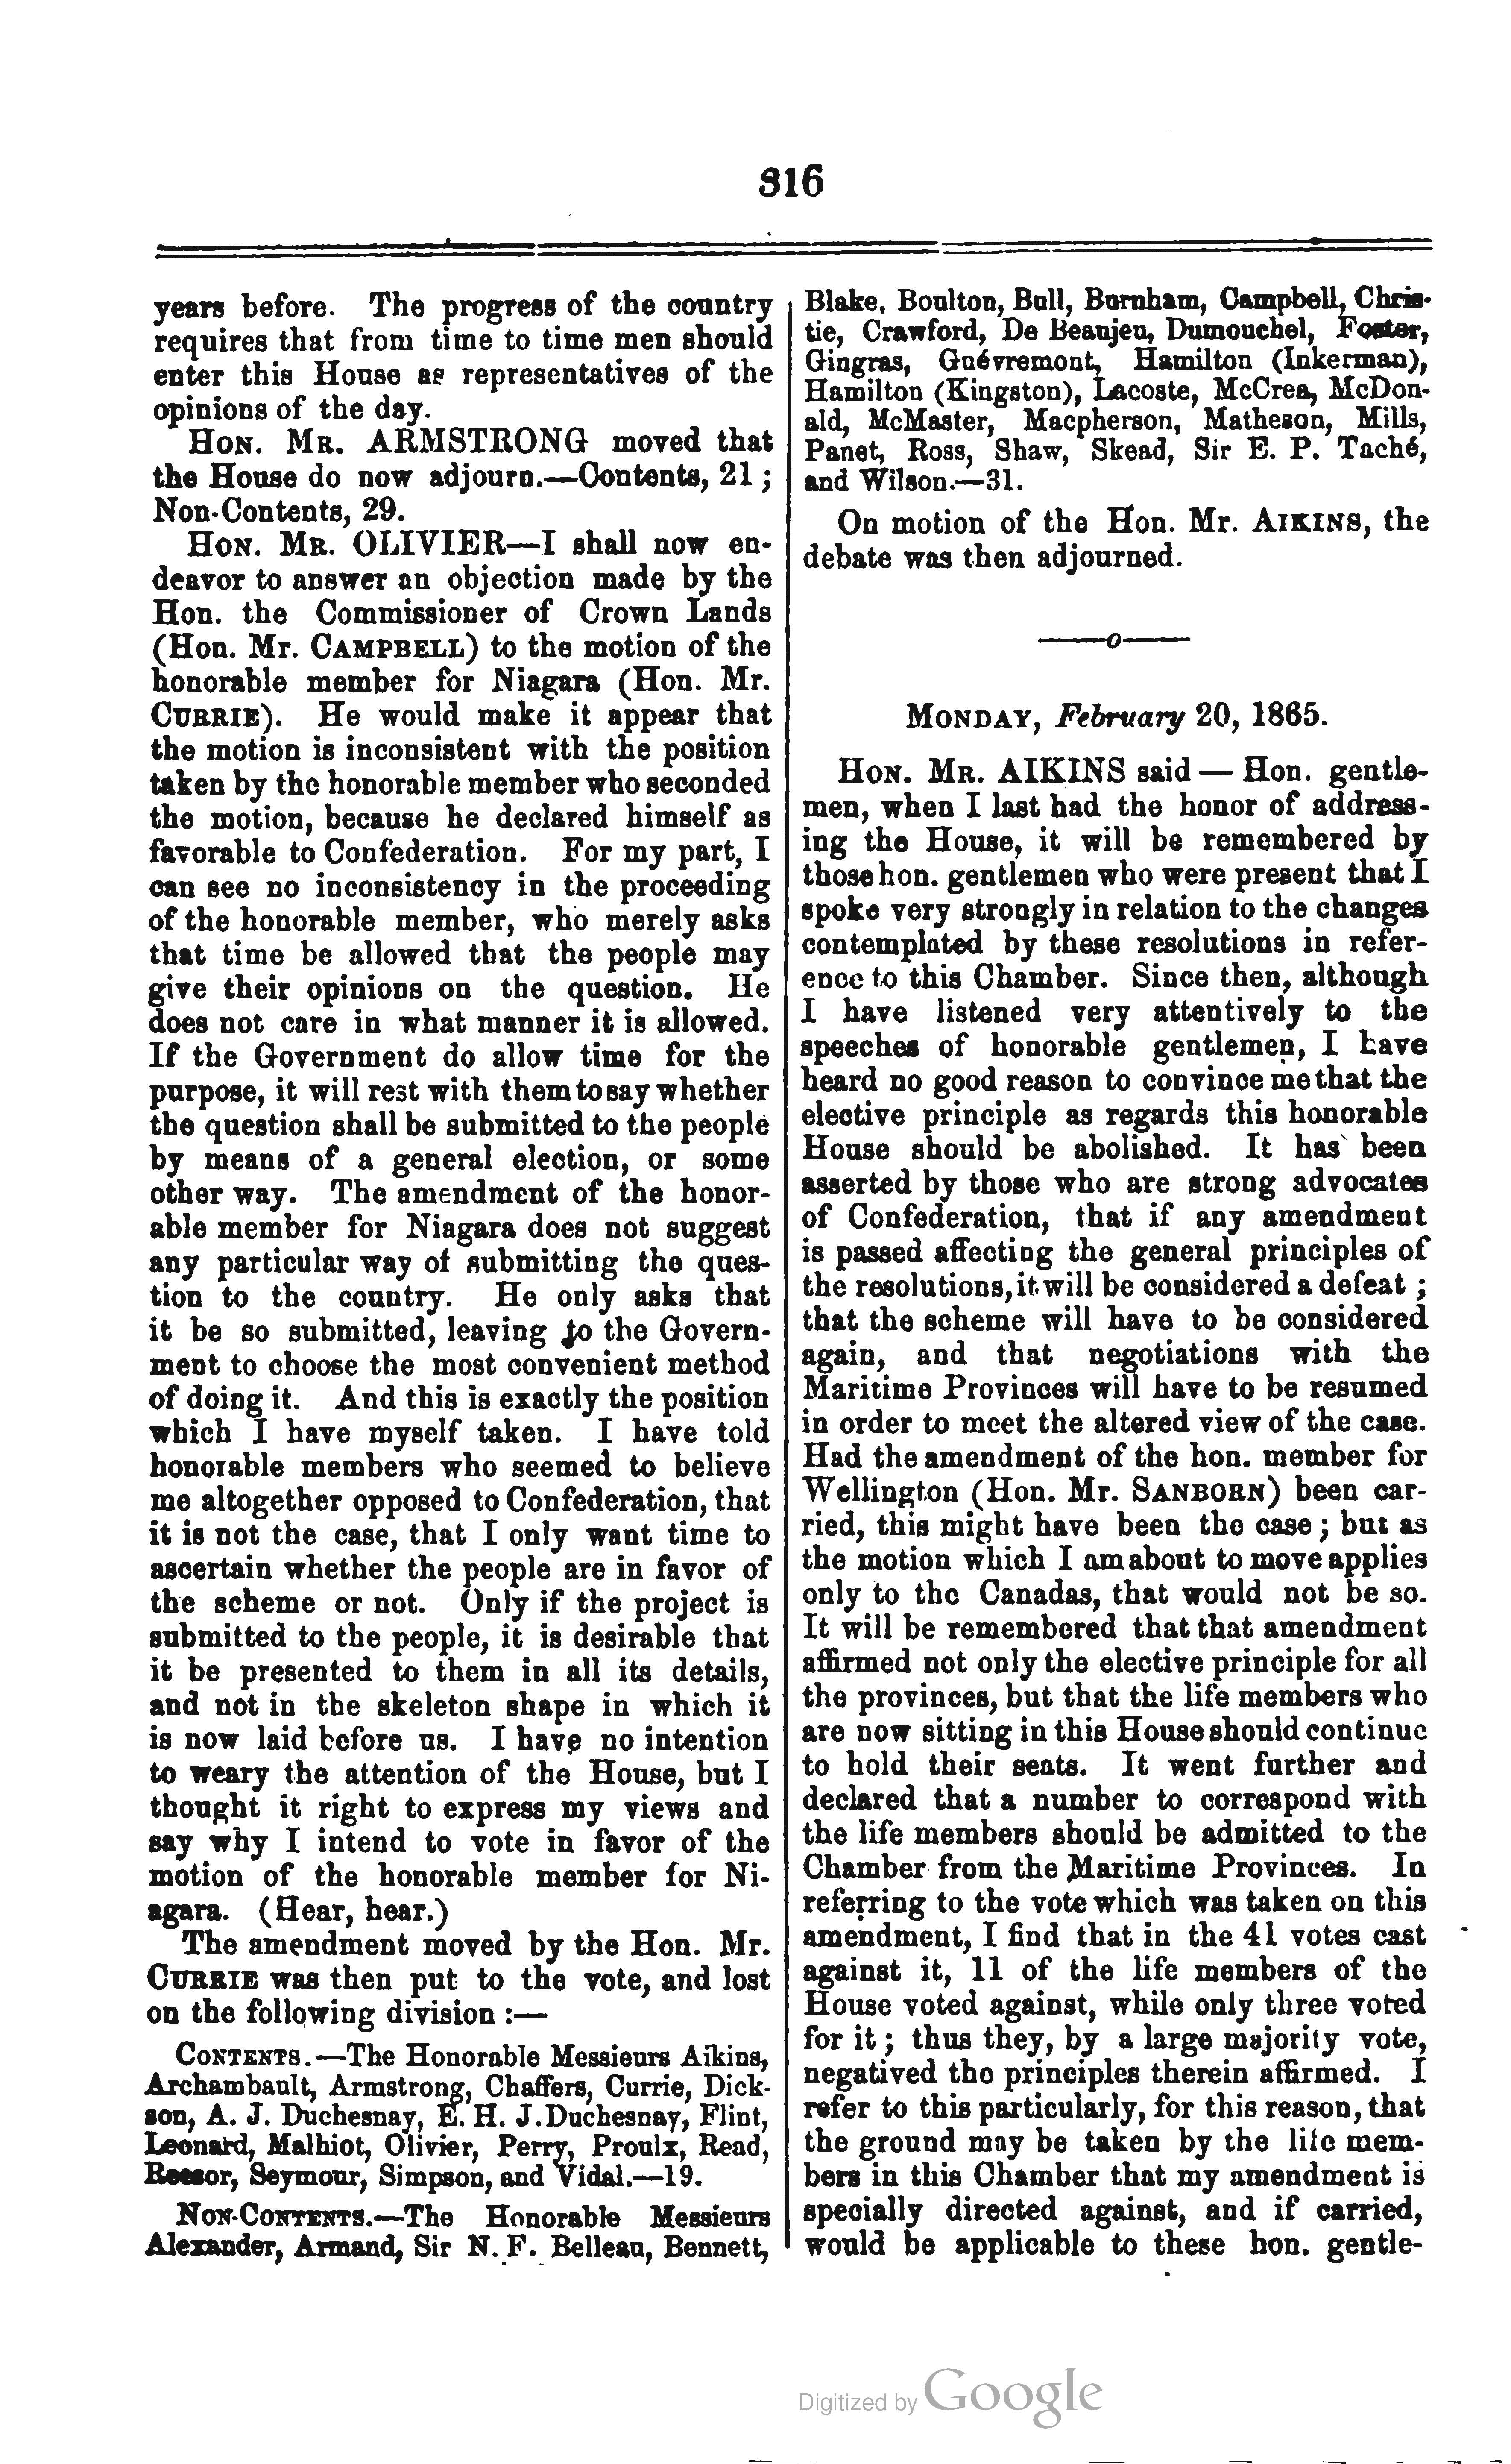 316
years before. The progress of the country
requires that from time to time men should
enter this House as representatives of the
opinions of the day.
HON. MR. ARMSTRONG moved that
the House do now adjourn.—Contents, 21;
Non-Contents, 29.
HON. MR. OLIVIER—I shall now en-
deavor to answer an objection made by the
Hon. the Commissioner of Crown Lands
(Hon. Mr. CAMPBELL) to the motion of the
honorable member for Niagara (Hon. Mr.
CURRIE). He would make it appear that
the motion is inconsistent with the position
taken by the honorable member who seconded
the motion, because he declared himself as
favorable to Confederation. For my part, I
can see no inconsistency in the proceeding
of the honorable member, who merely asks
that time be allowed that the people may
give their opinions on the question. He
does not care in what manner it is allowed.
If the Government do allow time for the
purpose, it will rest with them to say whether
the question shall be submitted to the people
by means of a general election, or some
other way. The amendment of the honor-
able member for Niagara does not suggest
any particular way of submitting the ques-
tion to the country. He only asks that
it be so submitted, leaving to the Govern-
ment to choose the most convenient method
of doing it. And this is exactly the position
which I have myself taken. I have told
honorable members who seemed to believe
me altogether opposed to Confederation, that
it is not the case, that I only want time to
ascertain whether the people are in favor of
the scheme or not. Only if the project is
submitted to the people, it is desirable that
it be presented to them in all its details,
and not in the skeleton shape in which it
is now laid before us. I have no intention
to weary the attention of the House, but I
thought it right to express my views and
say why I intend to vote in favor of the
motion of the honorable member for Ni-
agara. (Hear, hear.)
The amendment moved by the Hon. Mr.
CURRIE was then put to the vote, and lost
on the following division :—
CONTENTS.—The Honorable Messieurs Aikins,
Archambault, Armstrong, Chaffers, Currie, Dick-
son, A. J. Duchesnay, E. H. J. Duchesnay, Flint,
Leonard, Malhiot, Olivier, Perry, Proulx, Read,
Reesor, Seymour, Simpson, and Vidal.—19.
NON-CONTENTS.—The Honorable Messieurs
Alexander, Armand, Sir N. F. Belleau, Bennett,
Blake, Boulton, Bull, Burnham, Campbell, Chris-
tie, Crawford, De Beaujeu, Dumouchel, Foster,
Gingras, Guévremont, Hamilton (Inkerman),
Hamilton (Kingston), Lacoste, McCrea, McDon-
ald, McMaster, Macpherson, Matheson, Mills,
Panet, Ross, Shaw, Skead, Sir E. P. Taché,
and Wilson.—31.
On motion of the Hon. Mr. AIKINS, the
debate was then adjourned.
——o——
MONDAY, February 20, 1865.
HON. MR. AIKINS said — Hon. gentle-
men, when I last had the honor of address-
ing the House, it will be remembered by
those hon. gentlemen who were present that I
spoke very strongly in relation to the changes
contemplated by these resolutions in refer-
ence to this Chamber. Since then, although
I have listened very attentively to the
speeches of honorable gentlemen, I have
heard no good reason to convince me that the
elective principle as regards this honorable
House should be abolished. It has been
asserted by those who are strong advocates
of Confederation, that if any amendment
is passed affecting the general principles of
the resolutions, it will be considered a defeat ;
that the scheme will have to be considered
again, and that negotiations with the
Maritime Provinces will have to be resumed
in order to meet the altered view of the case.
Had the amendment of the hon. member for
Wellington (Hon. Mr. SANBORN) been car-
ried, this might have been the case; but as
the motion which I am about to move applies
only to the Canadas, that would not be so.
It will be remembered that that amendment
affirmed not only the elective principle for all
the provinces, but that the life members who
are now sitting in this House should continue
to hold their seats. It went further and
declared that a number to correspond with
the life members should be admitted to the
Chamber from the Maritime Provinces. In
referring to the vote which was taken on this
amendment, I find that in the 41 votes cast
against it, 11 of the life members of the
House voted against, while only three voted
for it; thus they, by a large majority vote,
negatived the principles therein affirmed. I
refer to this particularly, for this reason, that
the ground may be taken by the life mem-
bers in this Chamber that my amendment is
specially directed against, and if carried,
would be applicable to these hon. gentle-
Digitized by Google